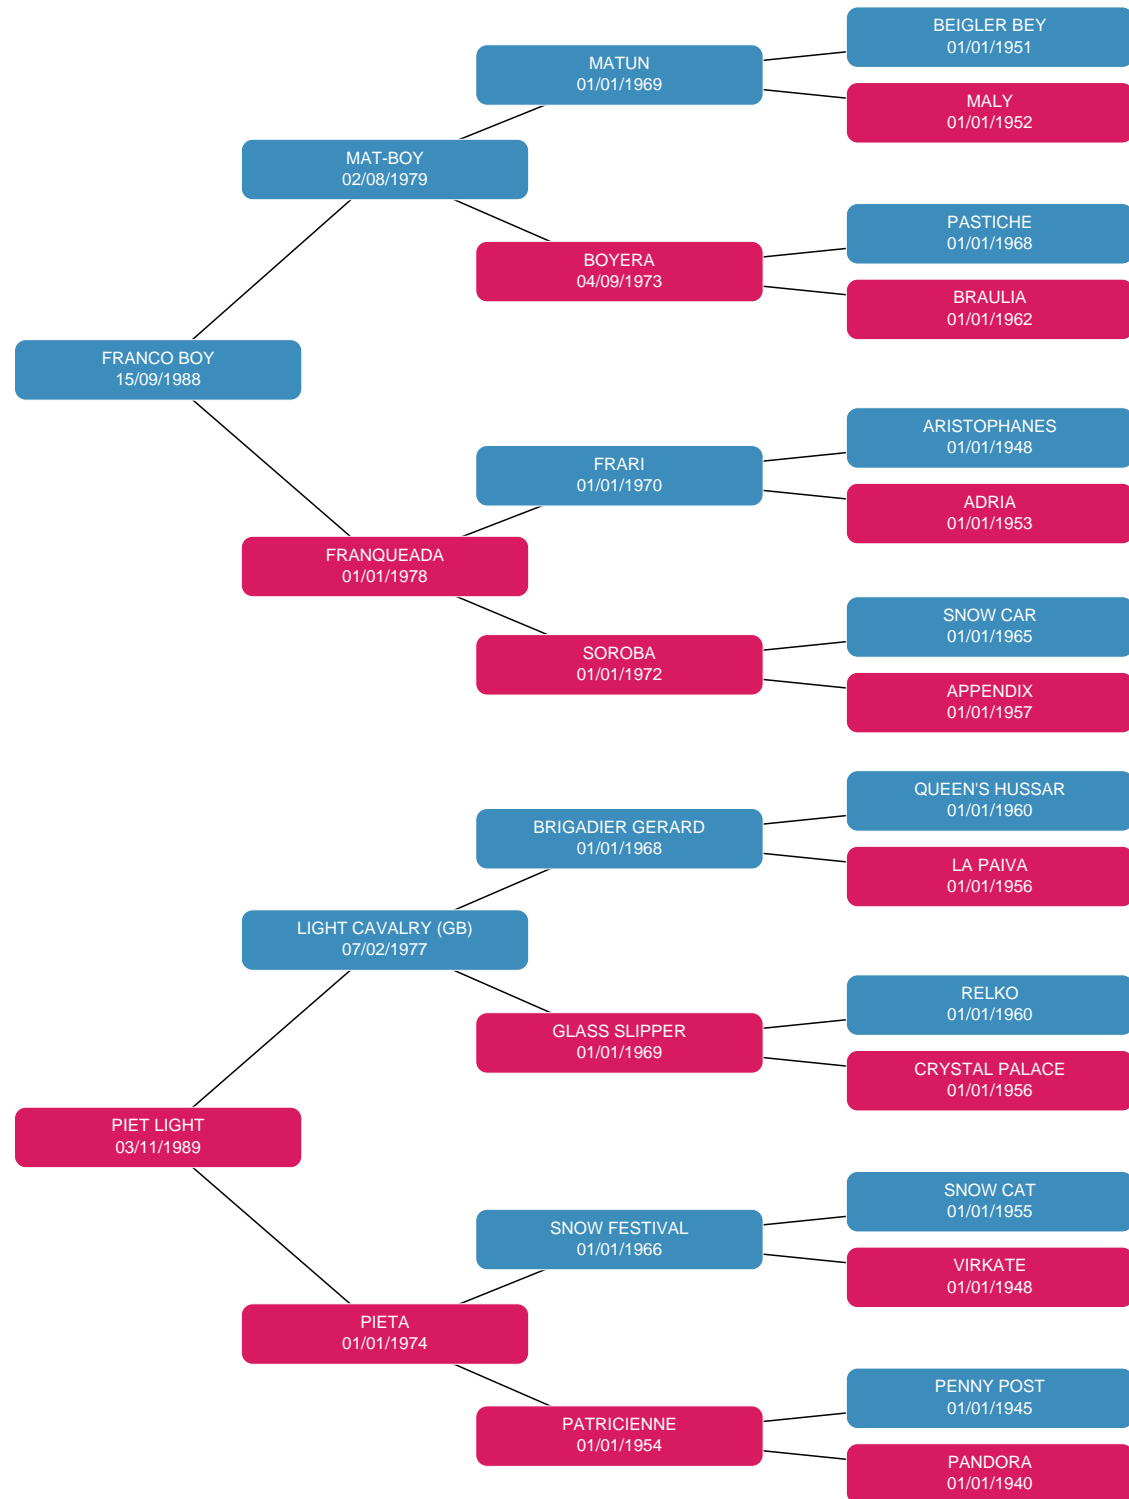 BEIGLER BEY
01/01/1951
MATUN
01/01/1969
MALY
01/01/1952
MAT-BOY
02/08/1979
PASTICHE
01/01/1968
BOYERA
04/09/1973
BRAULIA
01/01/1962
FRANCO BOY
15/09/1988
ARISTOPHANES
01/01/1948
FRARI
01/01/1970
ADRIA
01/01/1953
FRANQUEADA
01/01/1978
SNOW CAR
01/01/1965
SOROBA
01/01/1972
APPENDIX
01/01/1957
QUEEN'S HUSSAR
01/01/1960
BRIGADIER GERARD
01/01/1968
LA PAIVA
01/01/1956
LIGHT CAVALRY (GB)
07/02/1977
RELKO
01/01/1960
GLASS SLIPPER
01/01/1969
CRYSTAL PALACE
01/01/1956
PIET LIGHT
03/11/1989
SNOW CAT
01/01/1955
SNOW FESTIVAL
01/01/1966
VIRKATE
01/01/1948
PIETA
01/01/1974
PENNY POST
01/01/1945
PATRICIENNE
01/01/1954
PANDORA
01/01/1940